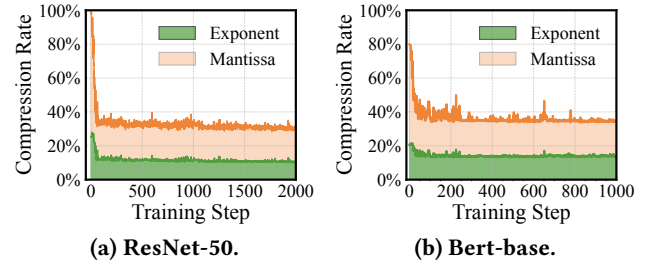 Compression Rate
100%
80%
60%
40%
20%
0%
Exponent
Mantissa
0 500 1000 1500 2000
Training Step
(a) ResNet-50.
Compression Rate
100%
80%
60%
40%
20%
0%
Exponent
Mantissa
0 200 400 600 800 1000
Training Step
(b) Bert-base.